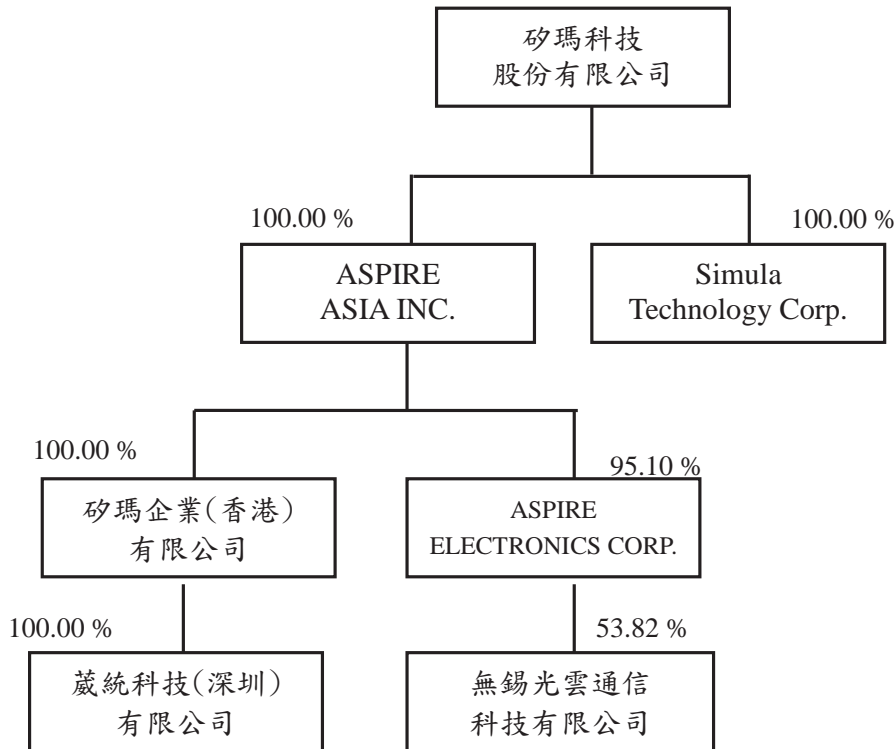 矽瑪科技
股份有限公司
100.00 %
100.00 %
ASPIRE
ASIA INC.
Simula
Technology Corp.
100.00 %
95.10 %
矽瑪企業(香港)
有限公司
ASPIRE
ELECTRONICS CORP.
100.00 %
53.82 %
葳統科技(深圳)
有限公司
無錫光雲通信
科技有限公司